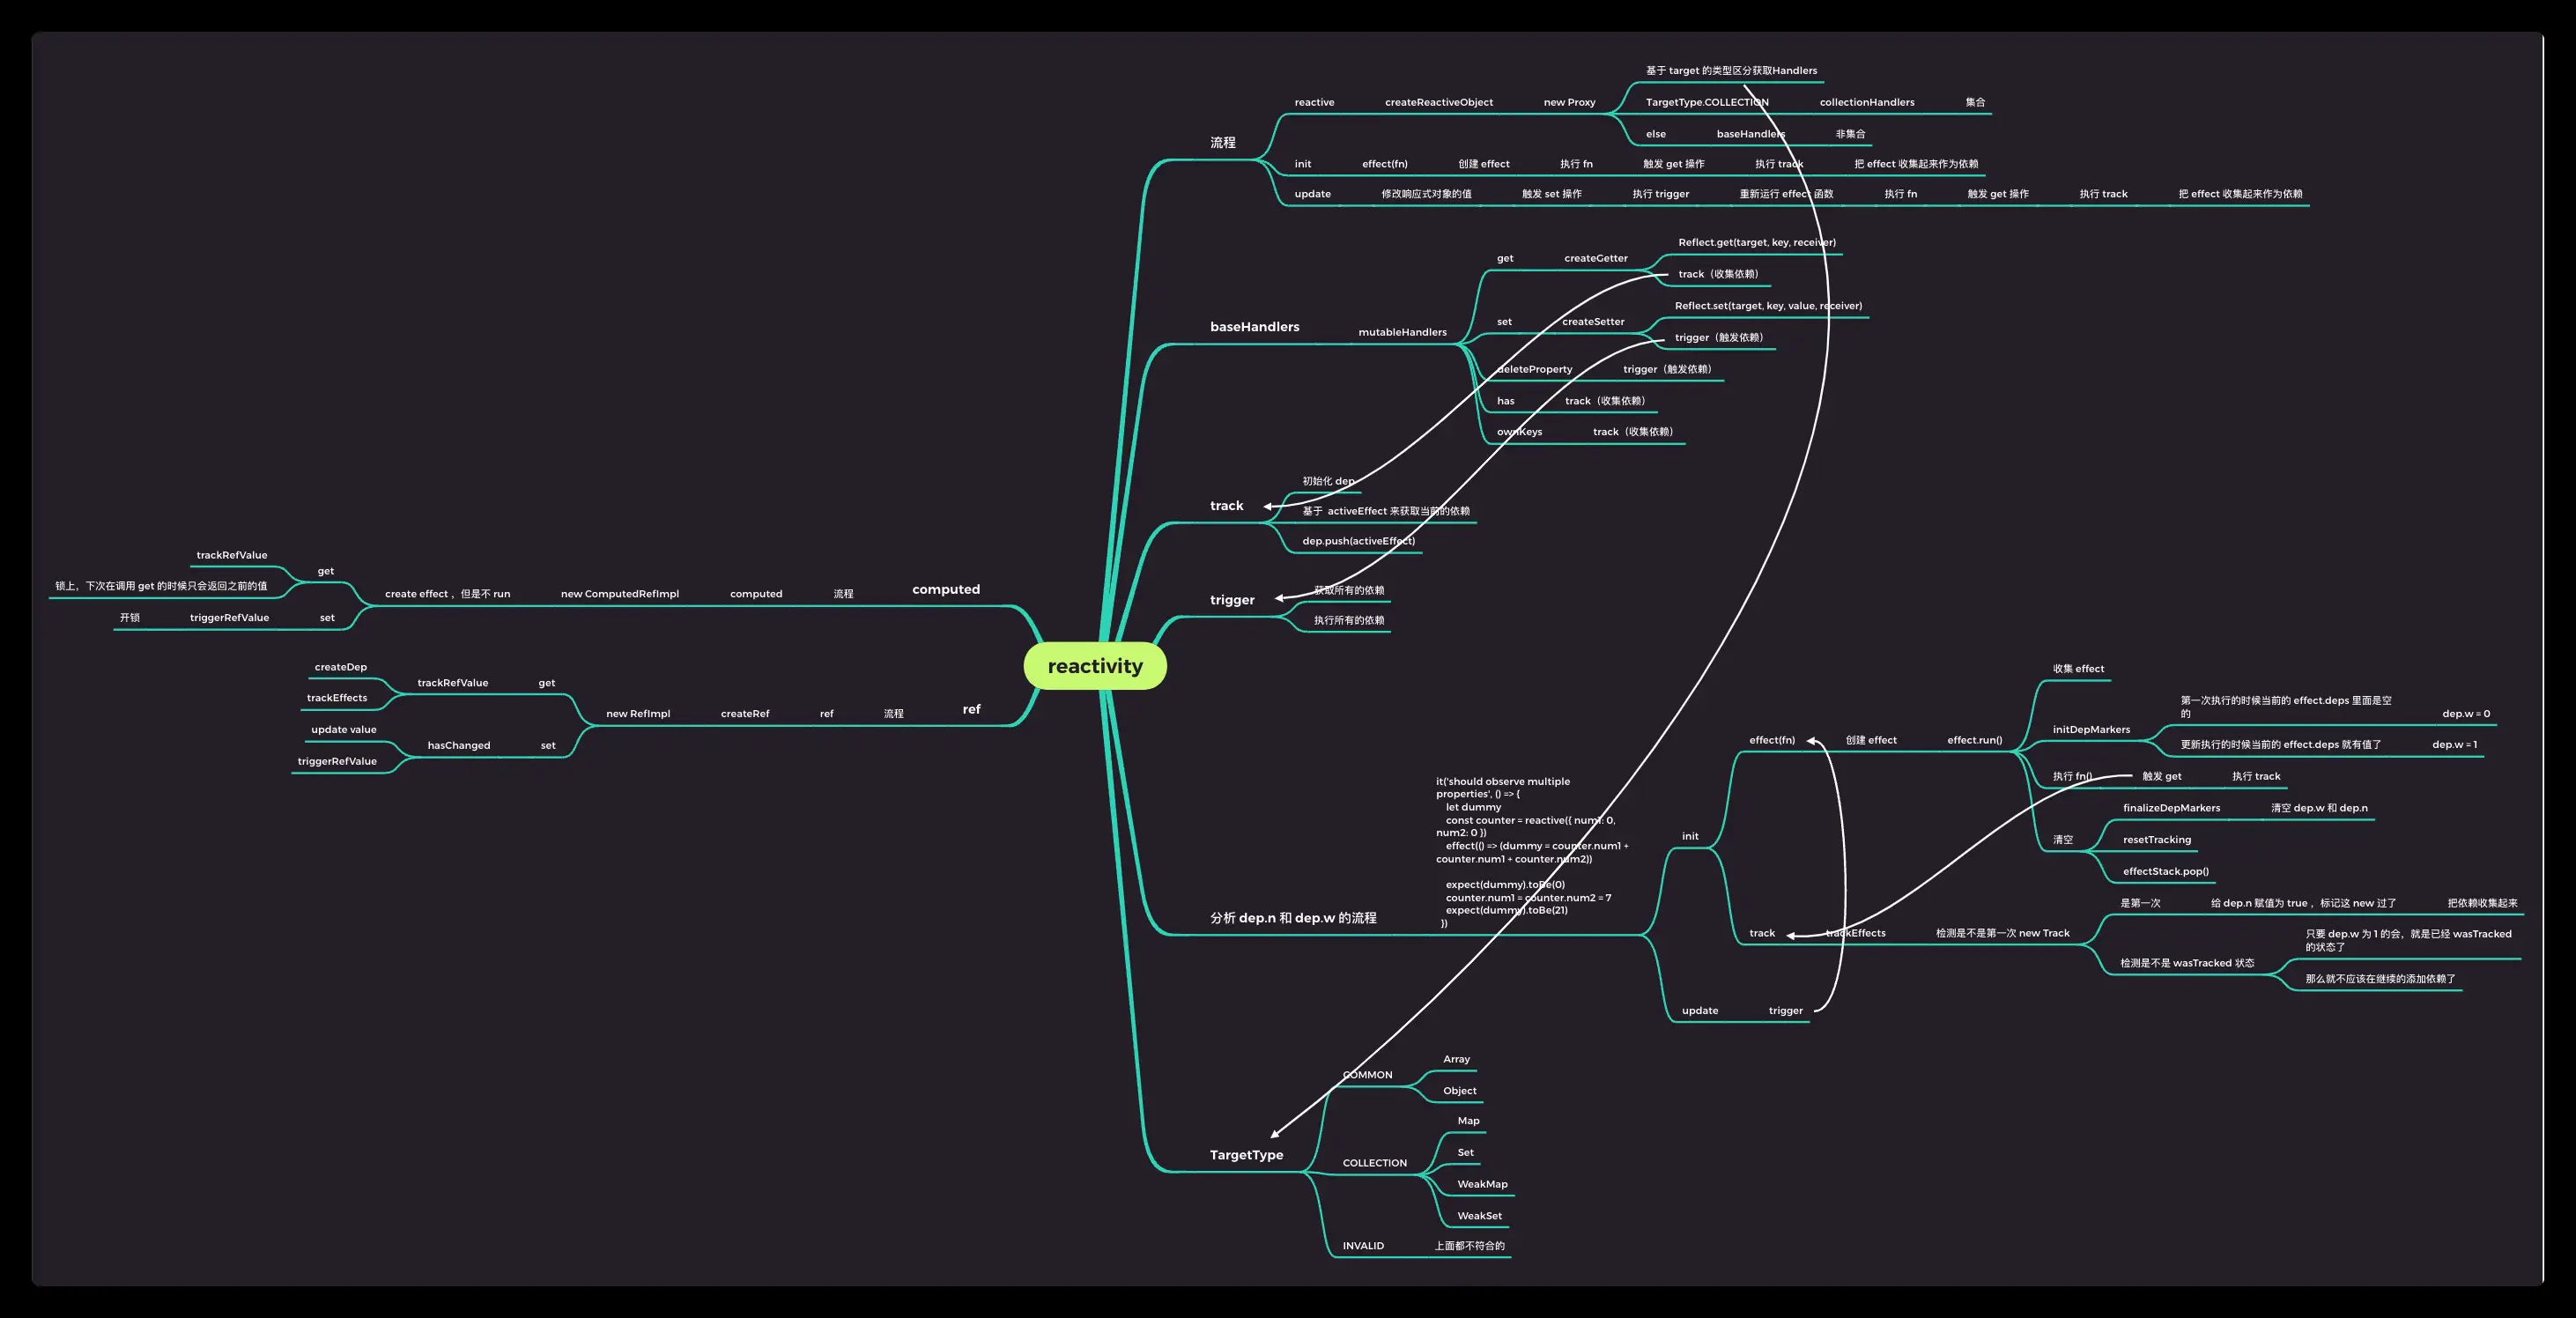 基于 target 的类型区分获取Handlers
reactive
createReactiveObject
new Proxy
TargetType.COLLECTION
collectionHandlers
集合
else
baseHandlers
非集合
流程
init
effect(fn)
创建 effect
执行 fn
触发 get 操作
执行 track
把 effect 收集起来作为依赖
update
修改响应式对象的值
触发 set 操作
执行 trigger
重新运行 effect 函数
执行 fn
触发 get 操作
执行 track
把 effect 收集起来作为依赖
baseHandlers
mutableHandlers
get
createGetter
Reflect.get(target, key, receiver)
track（收集依赖）
set
createSetter
Reflect.set(target, key, value, receiver)
trigger（触发依赖）
deleteProperty
trigger（触发依赖）
has
track（收集依赖）
ownKeys
track（收集依赖）
track
初始化 dep
基于 activeEffect 来获取当前的依赖
dep.push(activeEffect)
trigger
获取所有的依赖
执行所有的依赖
computed
流程
computed
new ComputedRefImpl
create effect ，但是不 run
get
trackRefValue
锁上，下次在调用 get 的时候只会返回之前的值
set
triggerRefValue
开锁
reactivity
ref
流程
ref
createRef
new RefImpl
get
trackRefValue
createDep
trackEffects
set
hasChanged
update value
triggerRefValue
分析 dep.n 和 dep.w 的流程
it('should observe multiple
properties', () => {
let dummy
const counter = reactive({ num1: 0,
num2: 0 })
effect(() => (dummy = counter.num1 +
counter.num1 + counter.num2))
expect(dummy).toBe(0)
counter.num1 = counter.num2 = 7
expect(dummy).toBe(21)
})
init
effect(fn)
创建 effect
effect.run()
收集 effect
initDepMarkers
第一次执行的时候当前的 effect.deps 里面是空
的
dep.w = 0
更新执行的时候当前的 effect.deps 就有值了
dep.w = 1
执行 fn()
触发 get
执行 track
清空
finalizeDepMarkers
清空 dep.w 和 dep.n
resetTracking
effectStack.pop()
track
trackEffects
检测是不是第一次 new Track
是第一次
给 dep.n 赋值为 true ，标记这 new 过了
把依赖收集起来
检测是不是 wasTracked 状态
只要 dep.w 为 1 的会，就是已经 wasTracked
的状态了
那么就不应该在继续的添加依赖了
update
trigger
TargetType
COMMON
Array
Object
COLLECTION
Map
Set
WeakMap
WeakSet
INVALID
上面都不符合的